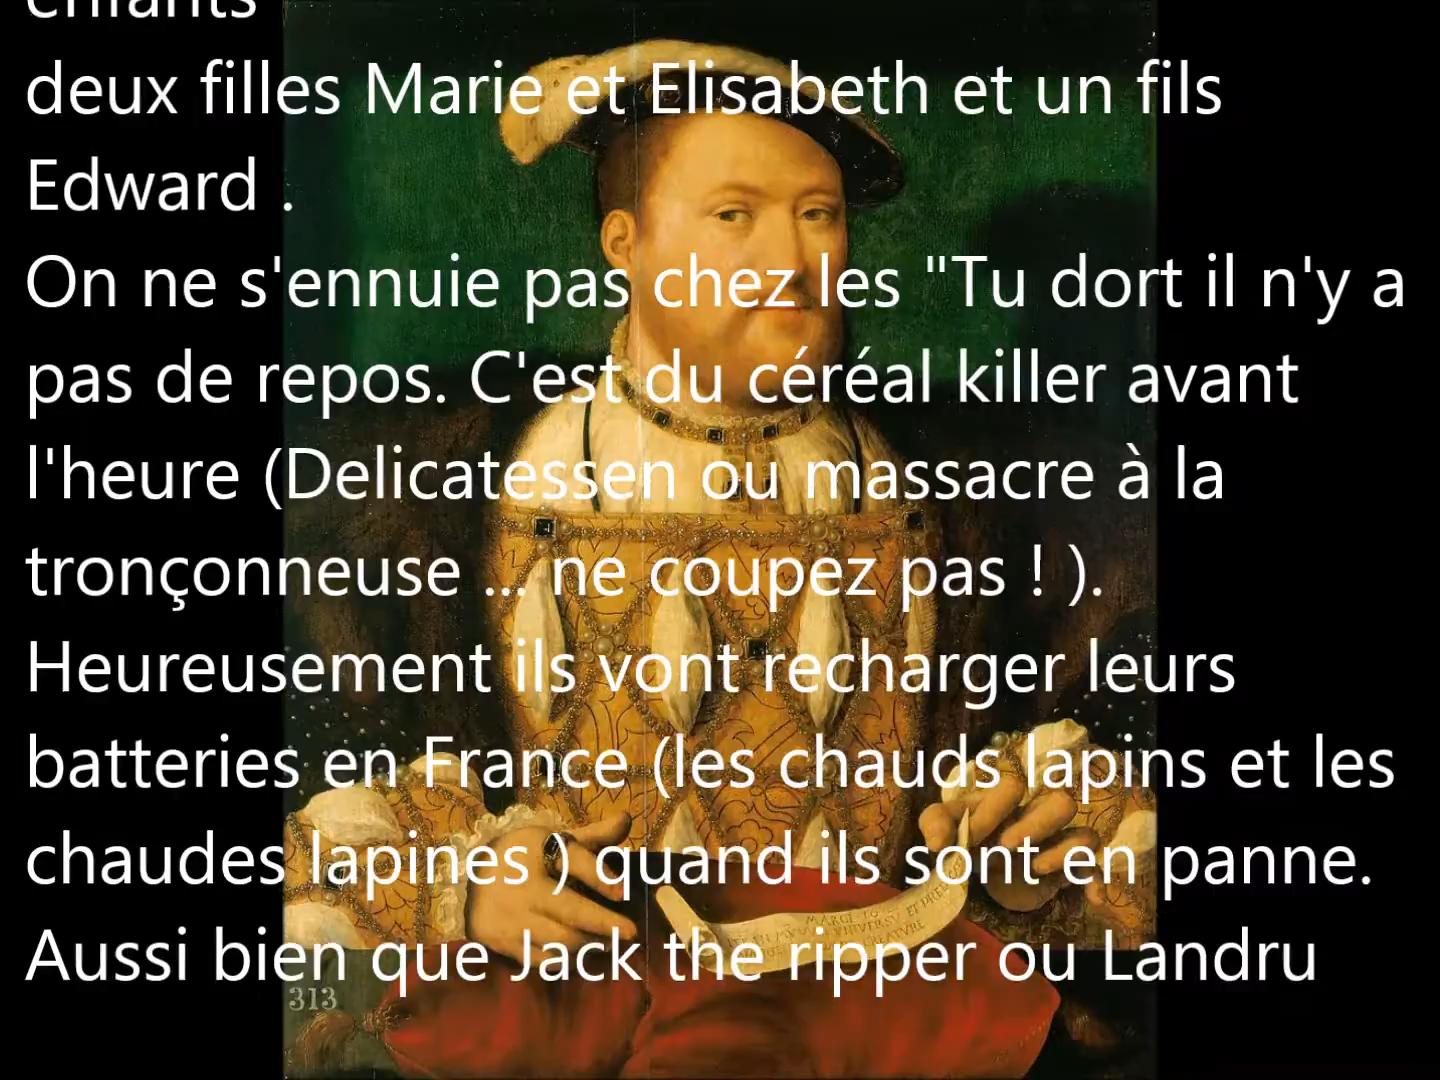 enfants
deux filles Marie et Elisabeth et un fils
Edward .
On ne s'ennuie pas chez les "Tu dort il n'y a
pas de repos. C'est du céréal killer avant
l'heure (Delicatessen ou massacre à la
tronçonneuse ... ne coupez pas ! ).
Heureusement ils vont recharger leurs
batteries en France (les chauds lapins et les
chaudes lapines ) quand ils sont en panne.
Aussi bien que Jack the ripper ou Landru
313